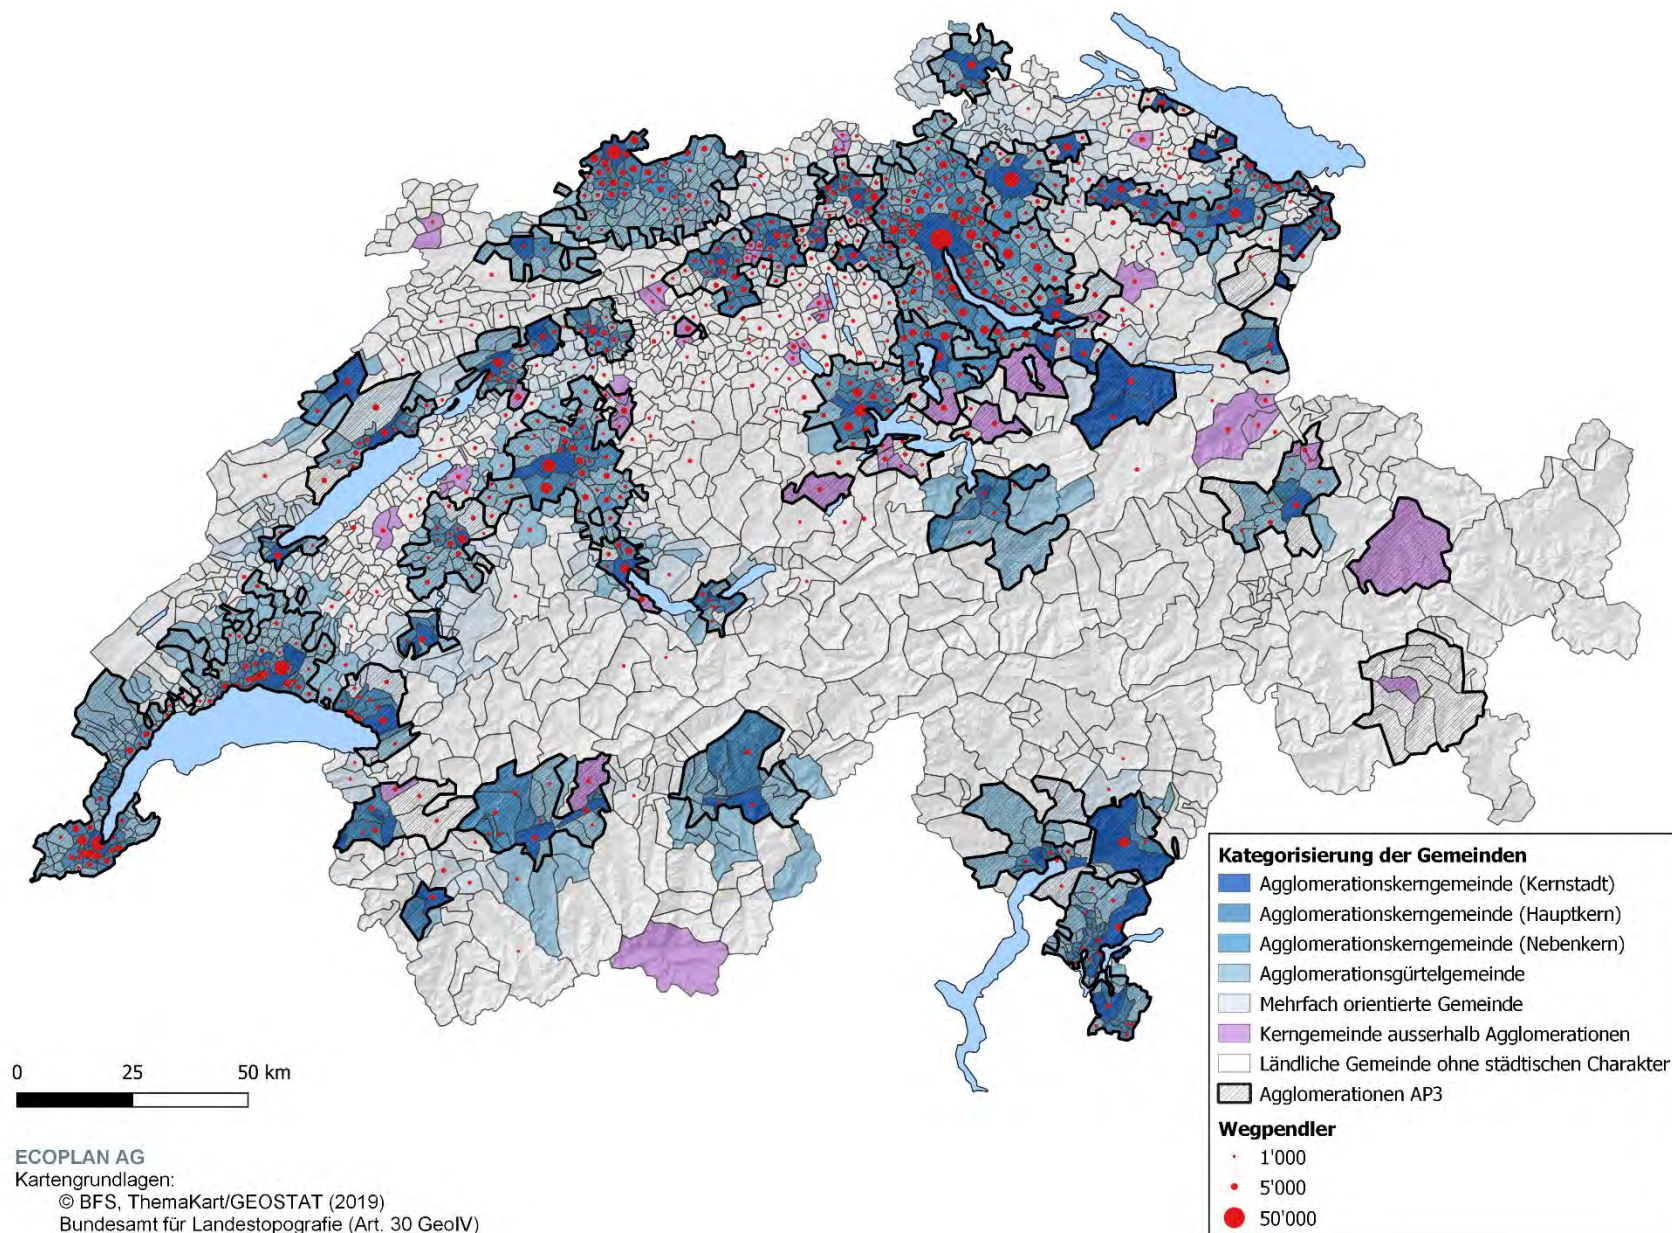 Kategorisierung der Gemeinden
Agglomerationskerngemeinde (Kernstadt)
Agglomerationskerngemeinde (Hauptkern)
Agglomerationskerngemeinde (Nebenkern)
Agglomerationsgürtelgemeinde
Mehrfach orientierte Gemeinde
Kerngemeinde ausserhalb Agglomerationen
Ländliche Gemeinde ohne städtischen Charakter
Agglomerationen AP3
Wegpendler
1'000
5'000
50'000
0 25 50 km
ECOPLAN AG
Kartengrundlagen:
© BFS, ThemaKart/GEOSTAT (2019)
Bundesamt für Landestopografie (Art. 30 GeoIV)